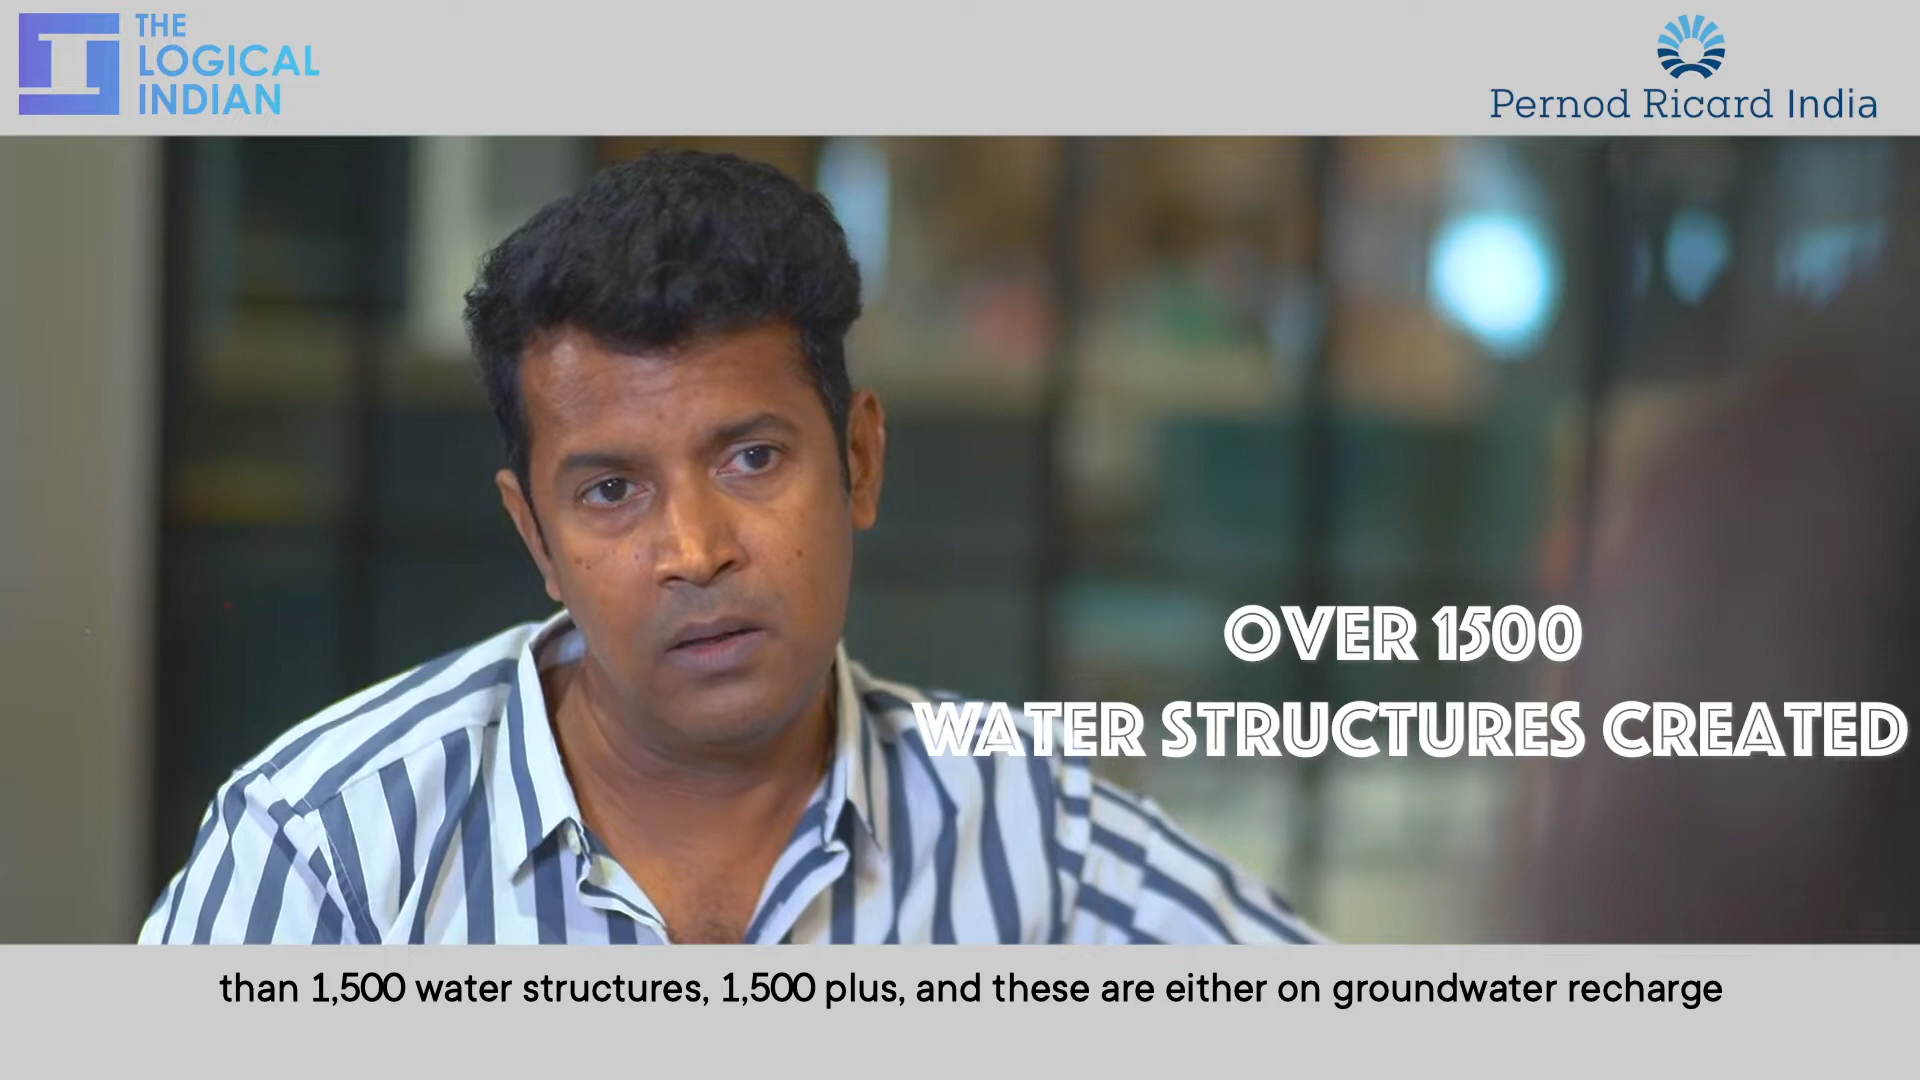 THE
LOGICAL
INDIAN
Pernod Ricard India
OVER 1500
WATER STRUCTURES CREATED
than 1,500 water structures, 1,500 plus, and these are either on groundwater recharge